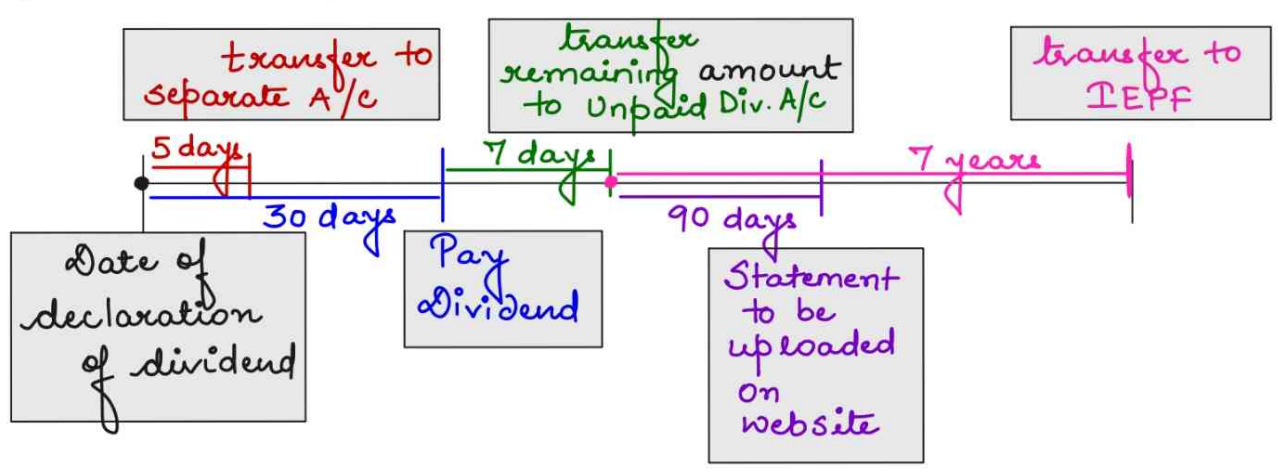 transfer to
separate A/c
transfer
remaining amount
to Unpaid Div. A/c
transfer to
IEPF
5 days
7 days
7 years
30 days
90 days
Date of
declaration
of dividend
Pay
Dividend
Statement
to be
uploaded
on
website